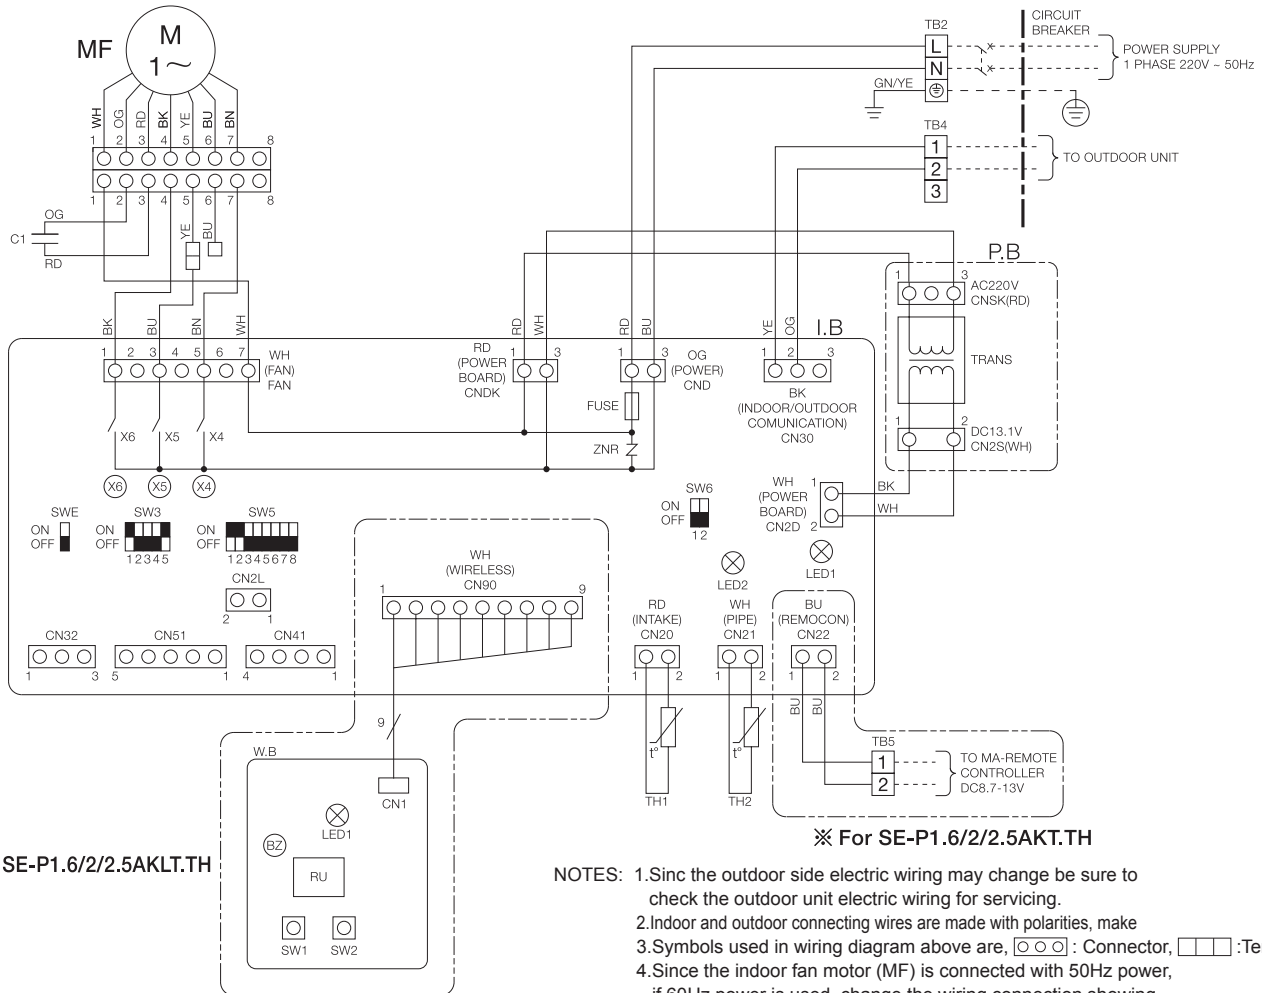 MF
M
1~
WH OG RD BK YE BU BN
1 2 3 4 5 6 7 8
1 2 3 4 5 6 7 8
OG
C1
RD
YE
BU
BK BU BN WH
1 2 3 4 5 6 7
WH
(FAN)
FAN
X6 X5 X4
X6 X5 X4
TB2
L
N
GN/YE
CIRCUIT
BREAKER
POWER SUPPLY
1 PHASE 220V ~ 50Hz
TB4
1
2
3
TO OUTDOOR UNIT
P.B
1 3
AC220V
CNSK(RD)
TRANS
1 2
DC13.1V
CN2S(WH)
RD WH
RD
(POWER
BOARD)
CNDK
1 3
RD BU
1 3
OG
(POWER)
CND
FUSE
ZNR
YE OG
I.B
1 2 3
BK
(INDOOR/OUTDOOR
COMUNICATION)
CN30
WH
(POWER
BOARD)
CN2D
1
2
BK
WH
SWE
ON
OFF
SW3
ON
OFF
12345
SW5
ON
OFF
12345678
SW6
ON
OFF
12
CN2L
2 1
CN32
1 3
CN51
5 1
CN41
4 1
WH
(WIRELESS)
CN90
1 9
LED2
LED1
RD
(INTAKE)
CN20
1 2
WH
(PIPE)
CN21
1 2
BU
(REMOCON)
CN22
1 2
BU BU
t°
TH1
t°
TH2
TB5
1
2
TO MA-REMOTE
CONTROLLER
DC8.7-13V
9
W.B
CN1
LED1
BZ
RU
SW1 SW2
SE-P1.6/2/2.5AKLT.TH
※ For SE-P1.6/2/2.5AKT.TH
NOTES: 1.Sinc the outdoor side electric wiring may change be sure to
check the outdoor unit electric wiring for servicing.
2.Indoor and outdoor connecting wires are made with polarities, make
3.Symbols used in wiring diagram above are, : Connector, :Te
4.Since the indoor fan motor (MF) is connected with 50Hz power,
if 60Hz power is used, change the wiring connection showing